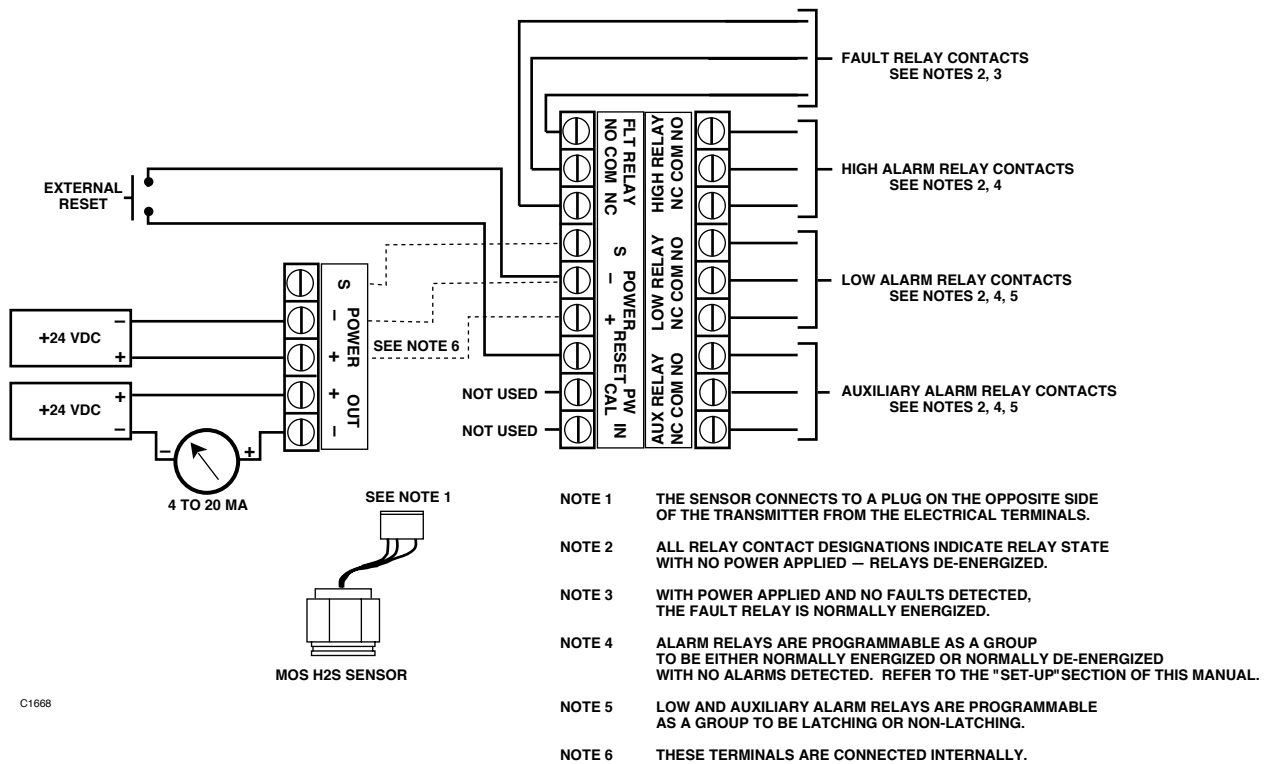 FAULT RELAY CONTACTS
SEE NOTES 2, 3
HIGH ALARM RELAY CONTACTS
SEE NOTES 2, 4
LOW ALARM RELAY CONTACTS
SEE NOTES 2, 4, 5
AUXILIARY ALARM RELAY CONTACTS
SEE NOTES 2, 4, 5
FLT RELAY
NO COM NC
S
–
POWER
+
RESET
PW
CAL
IN
HIGH RELAY
NC COM NO
LOW RELAY
NC COM NO
AUX RELAY
NC COM NO
EXTERNAL
RESET
S
–
POWER
+
+
OUT
–
–
+24 VDC
+
+
+24 VDC
–
–
+
4 TO 20 MA
SEE NOTE 6
NOT USED
NOT USED
SEE NOTE 1
MOS H2S SENSOR
C1668
NOTE 1 THE SENSOR CONNECTS TO A PLUG ON THE OPPOSITE SIDE
OF THE TRANSMITTER FROM THE ELECTRICAL TERMINALS.
NOTE 2 ALL RELAY CONTACT DESIGNATIONS INDICATE RELAY STATE
WITH NO POWER APPLIED — RELAYS DE-ENERGIZED.
NOTE 3 WITH POWER APPLIED AND NO FAULTS DETECTED,
THE FAULT RELAY IS NORMALLY ENERGIZED.
NOTE 4 ALARM RELAYS ARE PROGRAMMABLE AS A GROUP
TO BE EITHER NORMALLY ENERGIZED OR NORMALLY DE-ENERGIZED
WITH NO ALARMS DETECTED. REFER TO THE "SET-UP"SECTION OF THIS MANUAL.
NOTE 5 LOW AND AUXILIARY ALARM RELAYS ARE PROGRAMMABLE
AS A GROUP TO BE LATCHING OR NON-LATCHING.
NOTE 6 THESE TERMINALS ARE CONNECTED INTERNALLY.